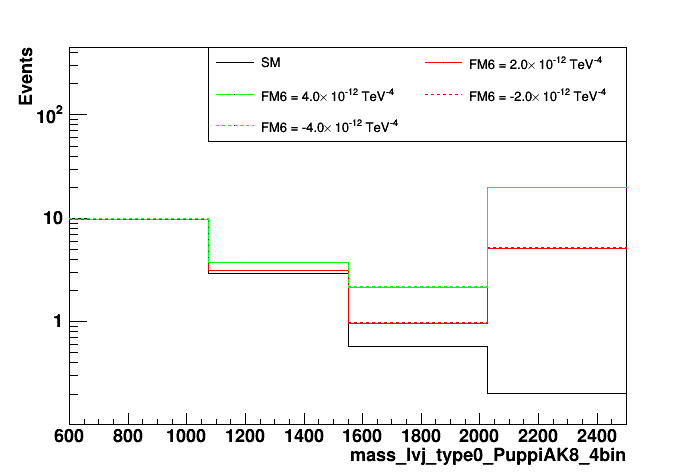 Events
SM
FM6 = 2.0× 10⁻¹² TeV⁻⁴
FM6 = 4.0× 10⁻¹² TeV⁻⁴
FM6 = -2.0× 10⁻¹² TeV⁻⁴
FM6 = -4.0× 10⁻¹² TeV⁻⁴
10²
10
1
600 800 1000 1200 1400 1600 1800 2000 2200 2400
mass_lvj_type0_PuppiAK8_4bin